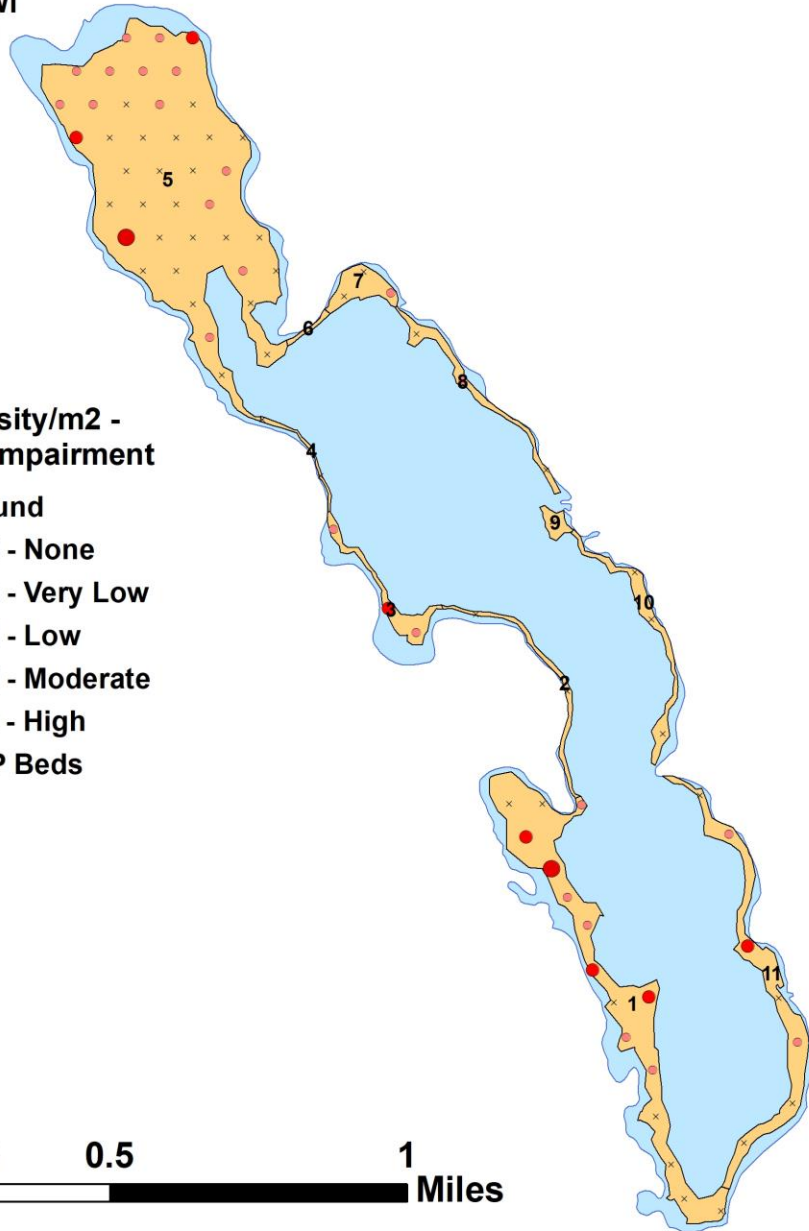 5
7
6
8
4
sity/m2 -
mpairment
und
- None
9
- Very Low
3
10
- Low
- Moderate
2
- High
P Beds
11
1
0.5 1
Miles